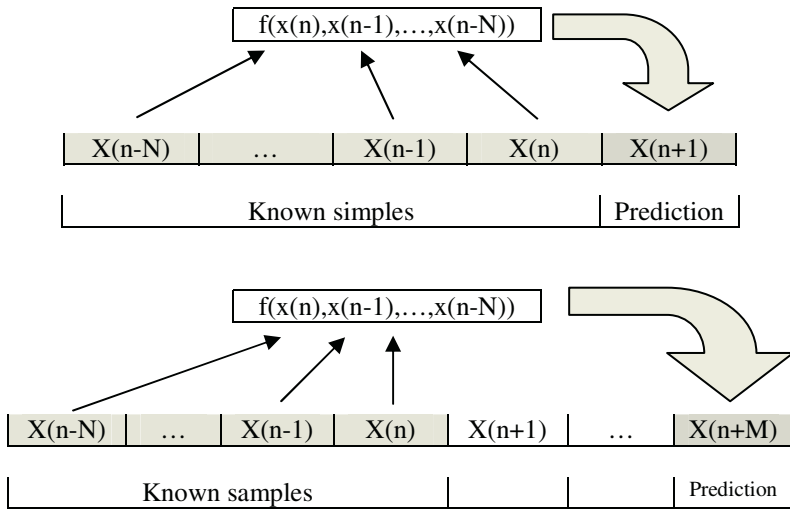 f(x(n),x(n-1),…,x(n-N))
X(n-N) … X(n-1) X(n) X(n+1)
Known simples Prediction
f(x(n),x(n-1),…,x(n-N))
X(n-N) … X(n-1) X(n) X(n+1) … X(n+M)
Known samples Prediction